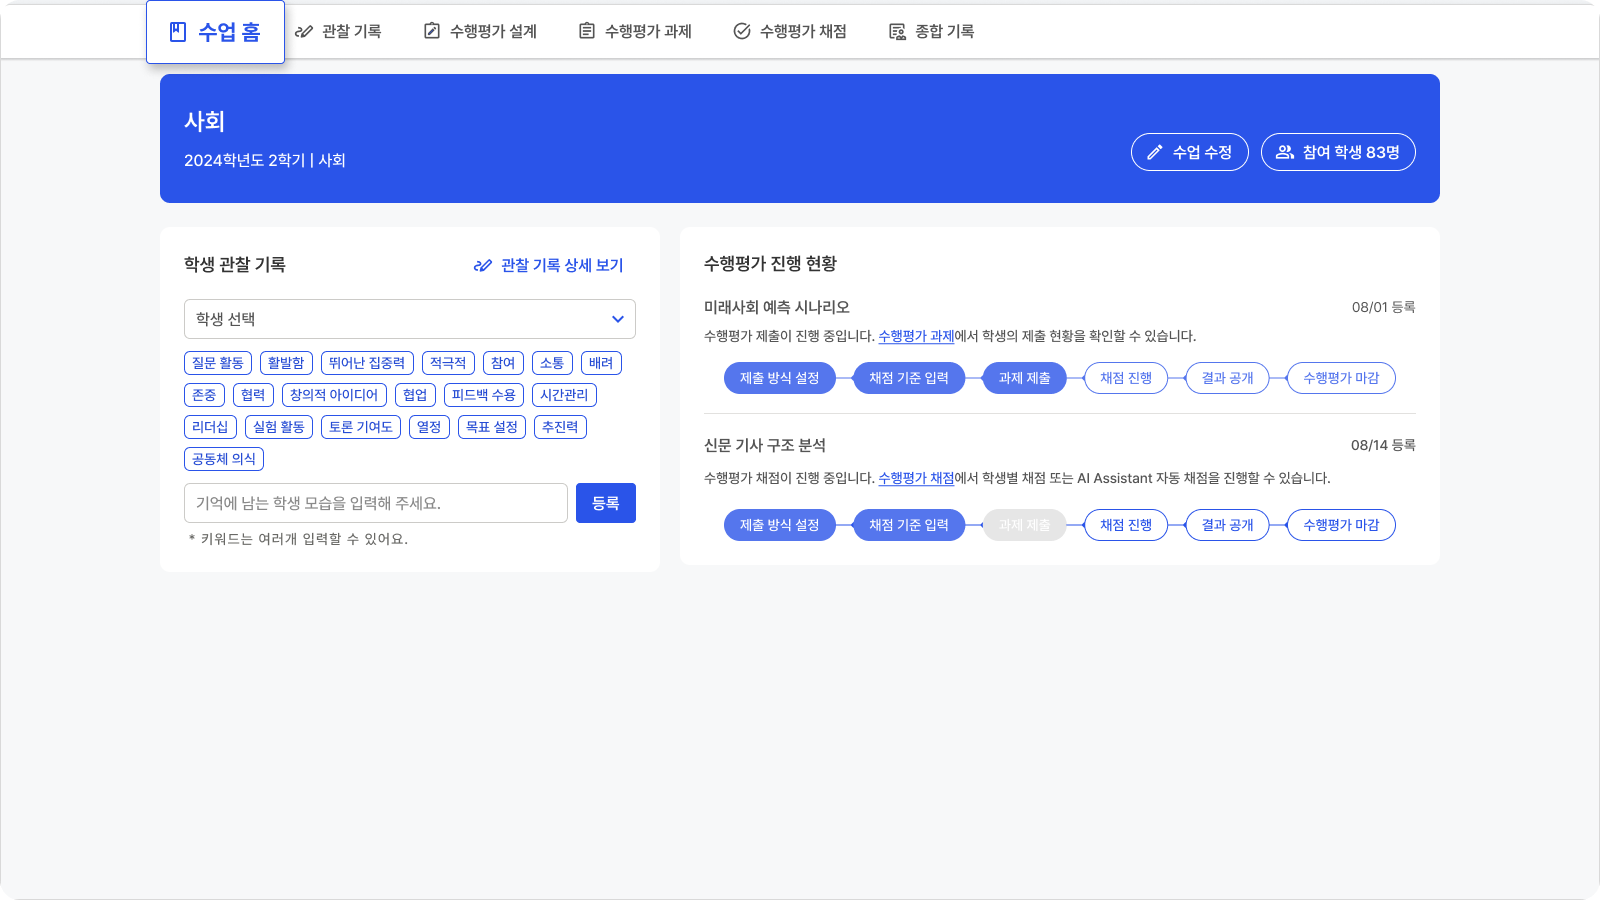 수업 홈
관찰 기록
수행평가 설계
수행평가 과제
수행평가 채점
종합 기록
사회
2024학년도 2학기 | 사회
수업 수정
참여 학생 83명
학생 관찰 기록
관찰 기록 상세 보기
학생 선택
질문 활동 활발함 뛰어난 집중력 적극적 참여 소통 배려
존중 협력 창의적 아이디어 협업 피드백 수용 시간관리
리더십 실험 활동 토론 기여도 열정 목표 설정 추진력
공동체 의식
기억에 남는 학생 모습을 입력해 주세요.
등록
* 키워드는 여러개 입력할 수 있어요.
수행평가 진행 현황
미래사회 예측 시나리오
08/01 등록
수행평가 제출이 진행 중입니다. 수행평가 과제에서 학생의 제출 현황을 확인할 수 있습니다.
제출 방식 설정 채점 기준 입력 과제 제출 채점 진행 결과 공개 수행평가 마감
신문 기사 구조 분석
08/14 등록
수행평가 채점이 진행 중입니다. 수행평가 채점에서 학생별 채점 또는 AI Assistant 자동 채점을 진행할 수 있습니다.
제출 방식 설정 채점 기준 입력 과제 제출 채점 진행 결과 공개 수행평가 마감